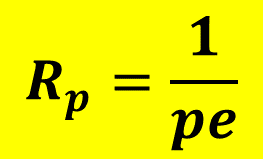 R_p = 1/pe